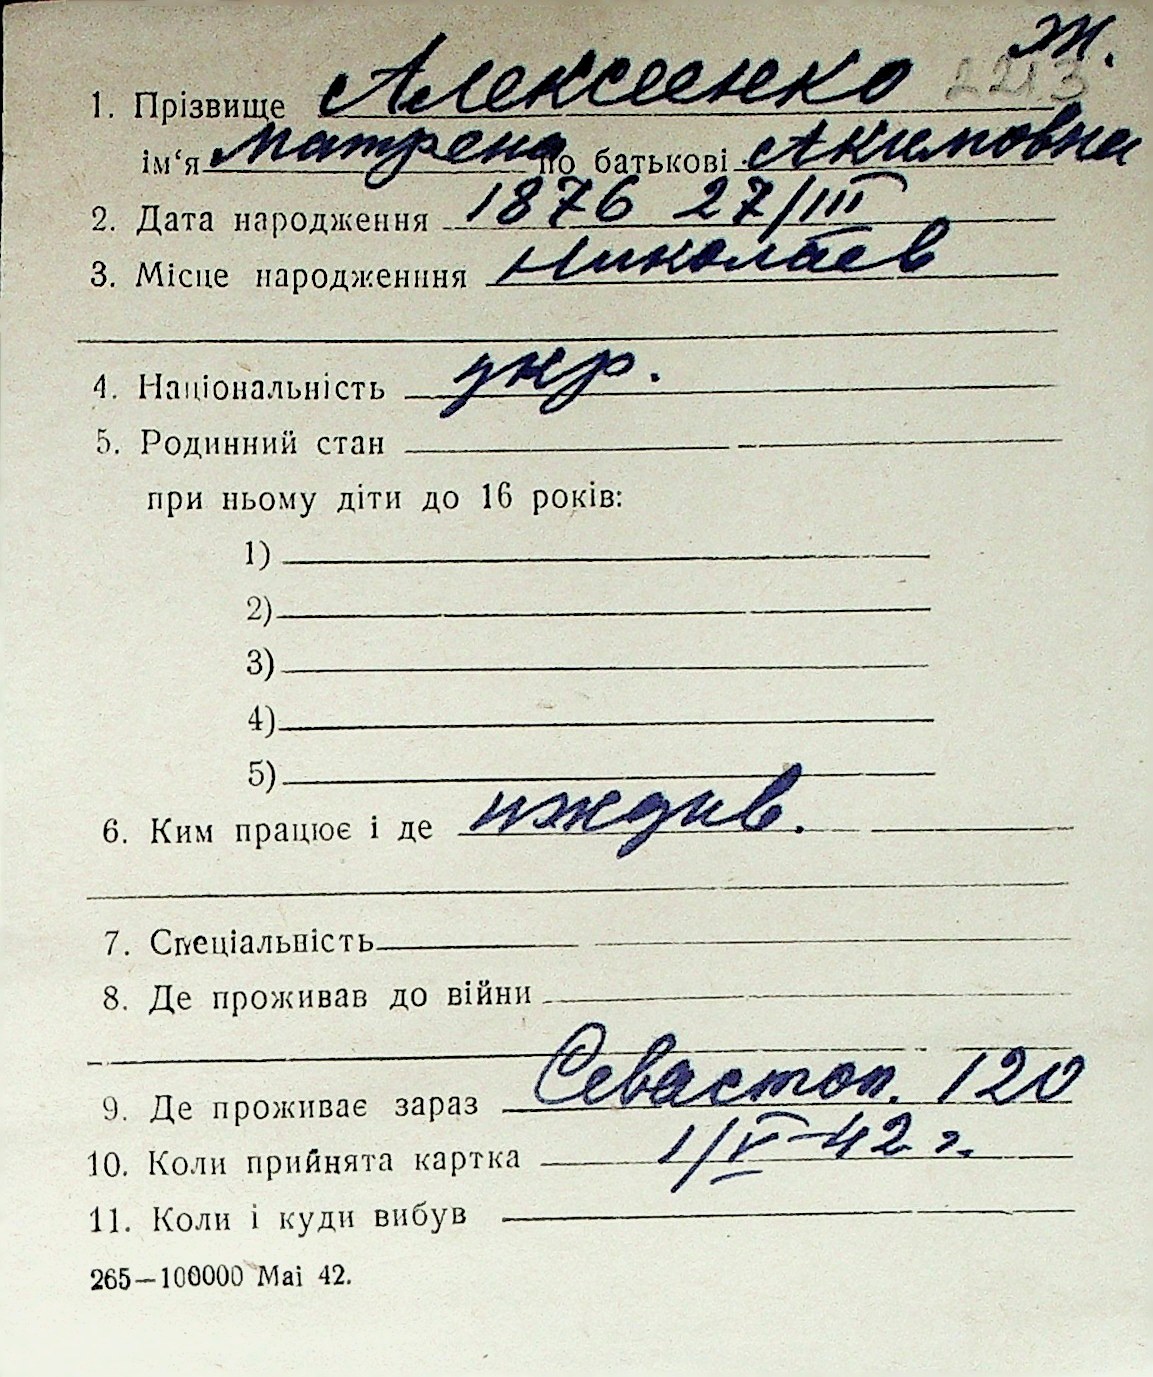 ж.
2213
1. Прізвище Алексеенко
ім‘я Матрена по батькові Акимовна
2. Дата народження 1876 27/III
3. Місце народженння Николаев
4. Національність укр.
5. Родинний стан
при ньому діти до 16 років:
1)
2)
3)
4)
5)
6. Ким працює і де иждив.
7. Спеціальність
8. Де проживав до війни
9. Де проживає зараз Севастоп. 120
10. Коли прийнята картка 1/V-42 г.
11. Коли і куди вибув
265—100000 Mai 42.